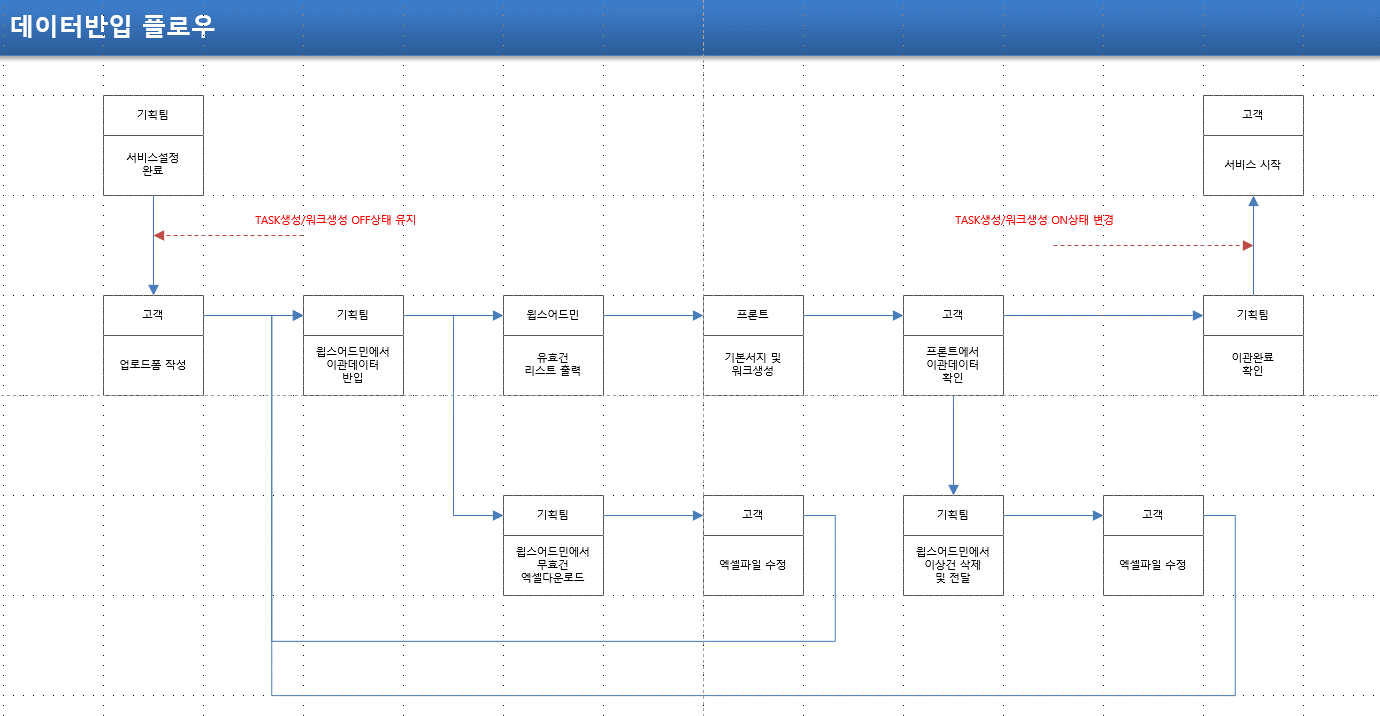 데이터반입 플로우
기획팀
서비스설정
완료
고객
서비스 시작
TASK생성/워크생성 OFF상태 유지
TASK생성/워크생성 ON상태 변경
고객
업로드폼 작성
기획팀
윕스어드민에서
이관데이터
반입
윕스어드민
유효건
리스트 출력
프론트
기본서지 및
워크생성
고객
프론트에서
이관데이터
확인
기획팀
이관완료
확인
기획팀
윕스어드민에서
무효건
엑셀다운로드
고객
엑셀파일 수정
기획팀
윕스어드민에서
이상건 삭제
및 전달
고객
엑셀파일 수정